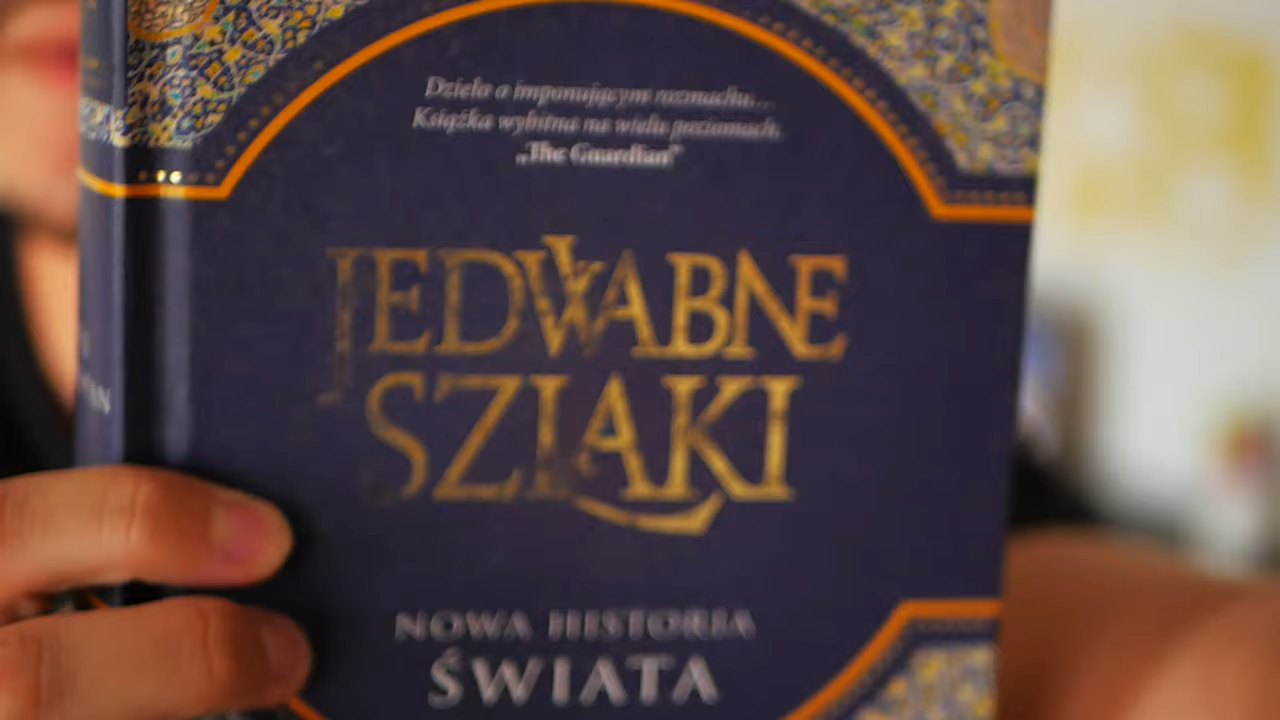 Dzieło o imponującym rozmachu...
Książka wybitna na wielu poziomach.
„The Guardian”
JEDWABNE
SZLAKI
NOWA HISTORIA
ŚWIATA